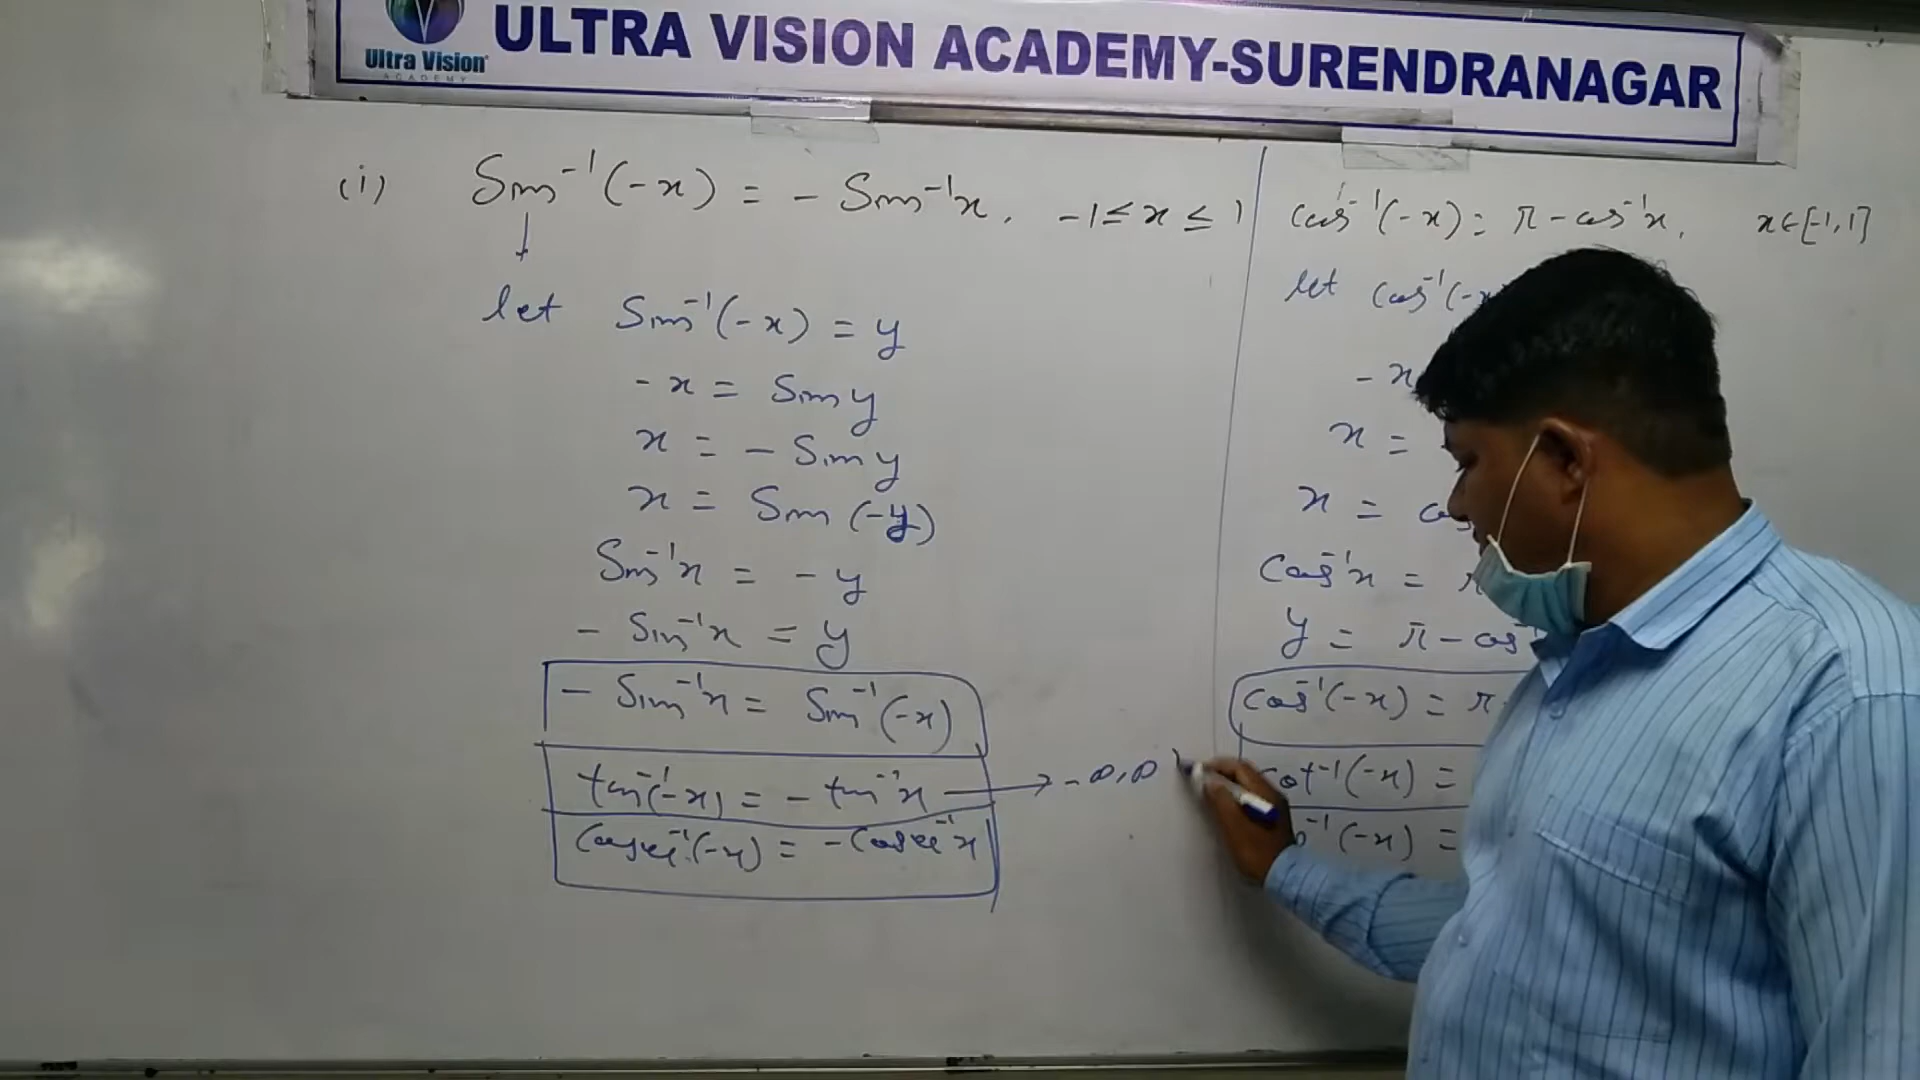 Ultra Vision
ACADEMY
ULTRA VISION ACADEMY-SURENDRANAGAR
(i) Sin⁻¹(-x) = - Sin⁻¹x, -1 ≤ x ≤ 1
let Sin⁻¹(-x) = y
- x = Sin y
x = - Sin y
x = Sin (-y)
Sin⁻¹x = - y
- Sin⁻¹x = y
- Sin⁻¹x = Sin⁻¹(-x)
tan⁻¹(-x) = - tan⁻¹x → -∞,∞)
Cosec⁻¹(-x) = - Cosec⁻¹x
cos⁻¹(-x) = π - cos⁻¹x, x∈[-1,1]
let cos⁻¹(-x
- x
x =
x =
Cos⁻¹x =
y = π - cos⁻¹
cos⁻¹(-x) = π
cot⁻¹(-x) =
⁻¹(-x) =